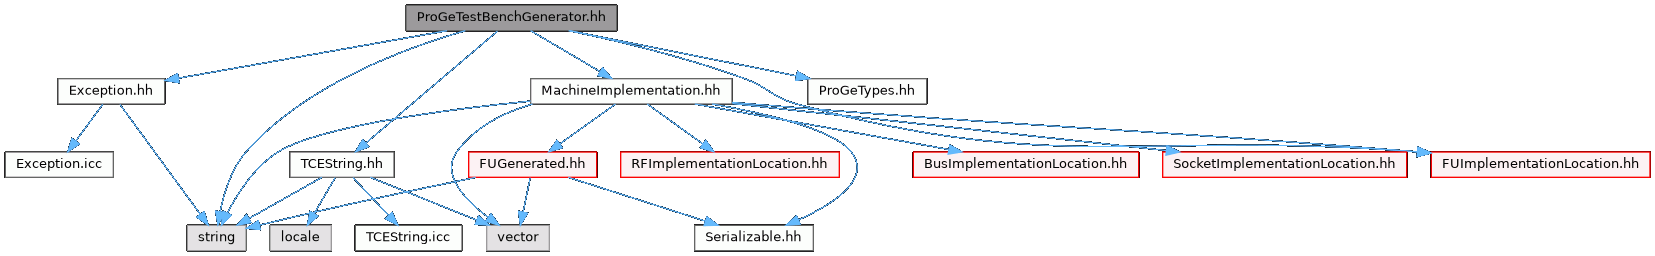 ProGeTestBenchGenerator.hh
Exception.hh
MachineImplementation.hh
ProGeTypes.hh
Exception.icc
TCEString.hh
FUGenerated.hh
RFImplementationLocation.hh
BusImplementationLocation.hh
SocketImplementationLocation.hh
FUImplementationLocation.hh
string
locale
TCEString.icc
vector
Serializable.hh